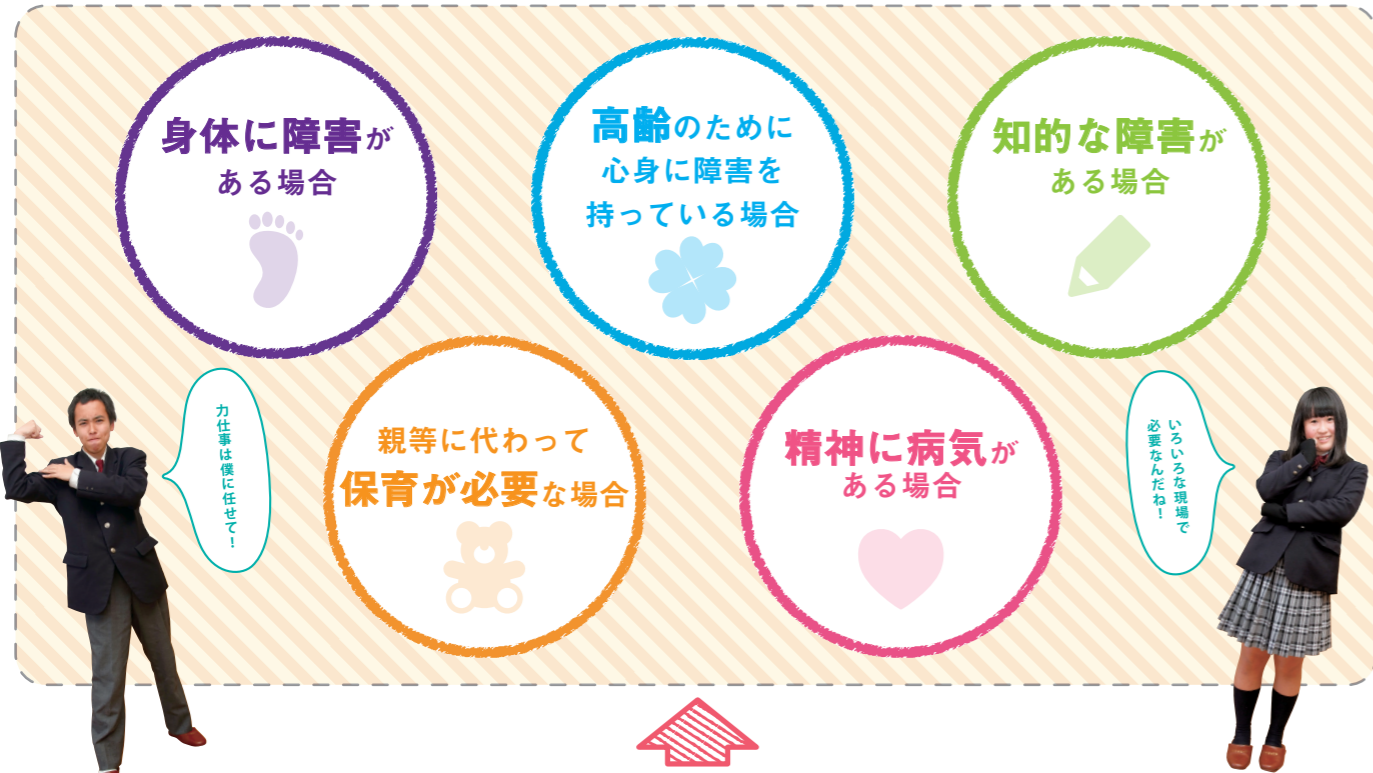 身体に障害が
ある場合
高齢のために
心身に障害を
持っている場合
知的な障害が
ある場合
親等に代わって
保育が必要な場合
精神に病気が
ある場合
力仕事は僕に任せて！
いろいろな現場で
必要なんだね！